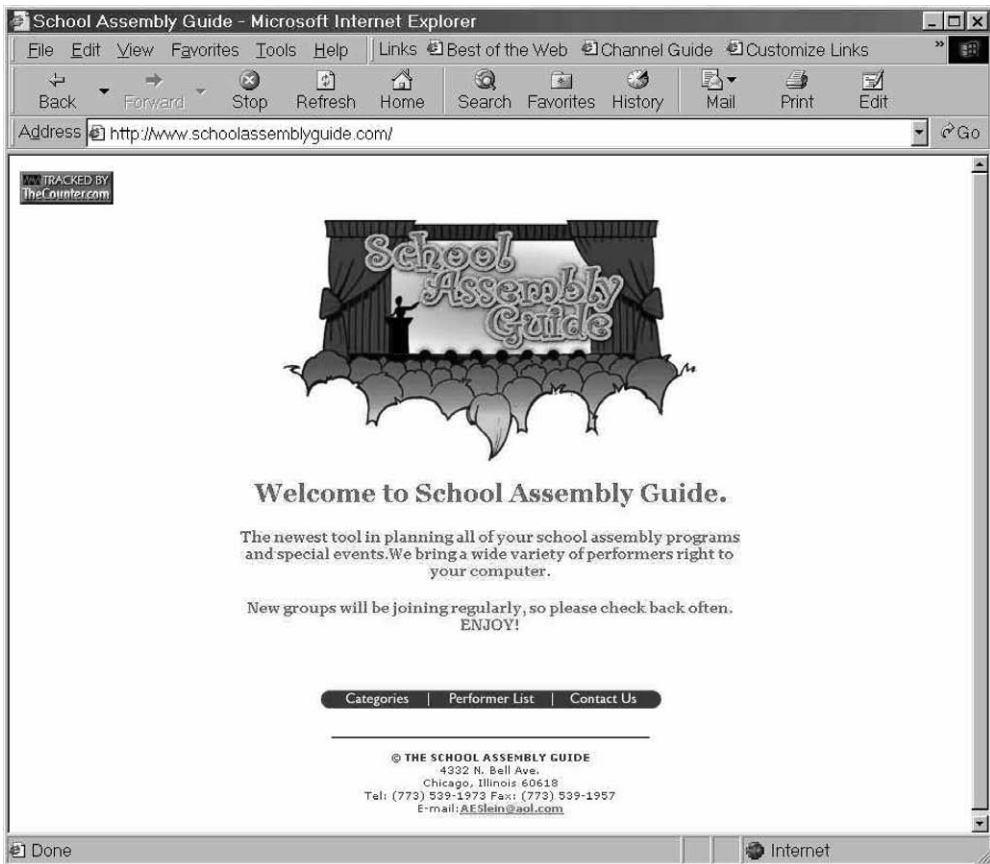 School Assembly Guide - Microsoft Internet Explorer
File Edit View Favorites Tools Help Links Best of the Web Channel Guide Customize Links »
Back Forward Stop Refresh Home Search Favorites History Mail Print Edit
Address http://www.schoolassemblyguide.com/ Go
TRACKED BY
TheCounter.com
School
Assembly
Guide
Welcome to School Assembly Guide.
The newest tool in planning all of your school assembly programs
and special events.We bring a wide variety of performers right to
your computer.
New groups will be joining regularly, so please check back often.
ENJOY!
Categories | Performer List | Contact Us
© THE SCHOOL ASSEMBLY GUIDE
4332 N. Bell Ave.
Chicago, Illinois 60618
Tel: (773) 539-1973 Fax: (773) 539-1957
E-mail:AESlein@aol.com
Done Internet